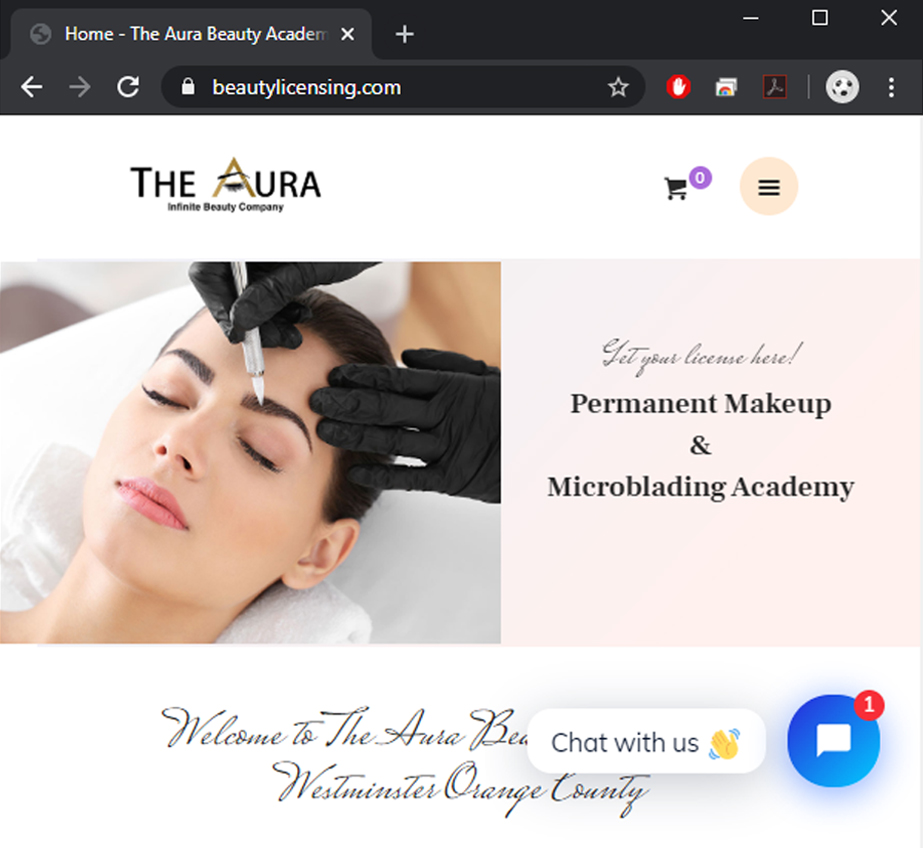 Home - The Aura Beauty Academ
beautylicensing.com
THE AURA
Infinite Beauty Company
0
Get your license here!
Permanent Makeup
&
Microblading Academy
Welcome to The Aura Bea
Westminster Orange County
Chat with us 👋
1